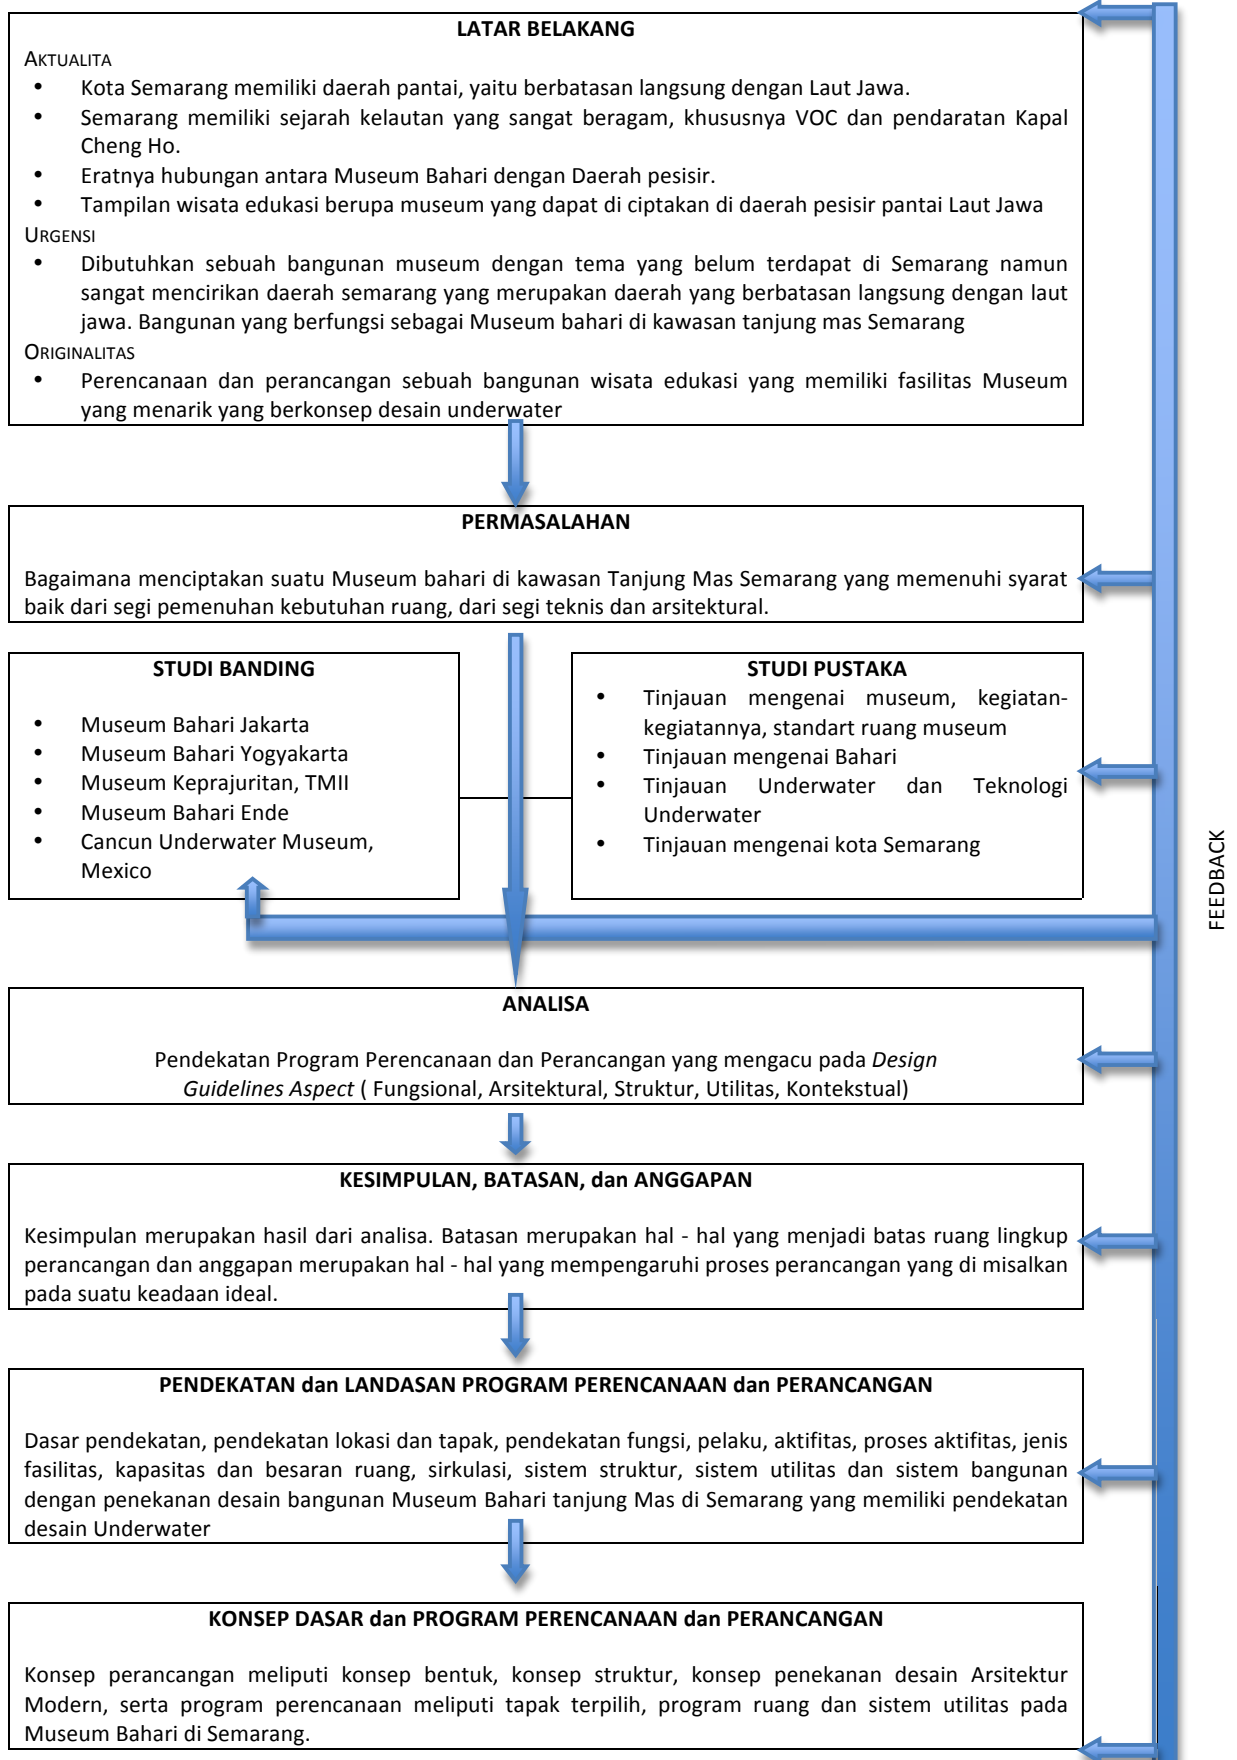 LATAR BELAKANG
AKTUALITA
• Kota Semarang memiliki daerah pantai, yaitu berbatasan langsung dengan Laut Jawa.
• Semarang memiliki sejarah kelautan yang sangat beragam, khususnya VOC dan pendaratan Kapal
Cheng Ho.
• Eratnya hubungan antara Museum Bahari dengan Daerah pesisir.
• Tampilan wisata edukasi berupa museum yang dapat di ciptakan di daerah pesisir pantai Laut Jawa
URGENSI
• Dibutuhkan sebuah bangunan museum dengan tema yang belum terdapat di Semarang namun
sangat mencirikan daerah semarang yang merupakan daerah yang berbatasan langsung dengan laut
jawa. Bangunan yang berfungsi sebagai Museum bahari di kawasan tanjung mas Semarang
ORIGINALITAS
• Perencanaan dan perancangan sebuah bangunan wisata edukasi yang memiliki fasilitas Museum
yang menarik yang berkonsep desain underwater
PERMASALAHAN
Bagaimana menciptakan suatu Museum bahari di kawasan Tanjung Mas Semarang yang memenuhi syarat
baik dari segi pemenuhan kebutuhan ruang, dari segi teknis dan arsitektural.
STUDI BANDING
• Museum Bahari Jakarta
• Museum Bahari Yogyakarta
• Museum Keprajuritan, TMII
• Museum Bahari Ende
• Cancun Underwater Museum,
Mexico
STUDI PUSTAKA
• Tinjauan mengenai museum, kegiatan-
kegiatannya, standart ruang museum
• Tinjauan mengenai Bahari
• Tinjauan Underwater dan Teknologi
Underwater
• Tinjauan mengenai kota Semarang
FEEDBACK
ANALISA
Pendekatan Program Perencanaan dan Perancangan yang mengacu pada Design
Guidelines Aspect ( Fungsional, Arsitektural, Struktur, Utilitas, Kontekstual)
KESIMPULAN, BATASAN, dan ANGGAPAN
Kesimpulan merupakan hasil dari analisa. Batasan merupakan hal - hal yang menjadi batas ruang lingkup
perancangan dan anggapan merupakan hal - hal yang mempengaruhi proses perancangan yang di misalkan
pada suatu keadaan ideal.
PENDEKATAN dan LANDASAN PROGRAM PERENCANAAN dan PERANCANGAN
Dasar pendekatan, pendekatan lokasi dan tapak, pendekatan fungsi, pelaku, aktifitas, proses aktifitas, jenis
fasilitas, kapasitas dan besaran ruang, sirkulasi, sistem struktur, sistem utilitas dan sistem bangunan
dengan penekanan desain bangunan Museum Bahari tanjung Mas di Semarang yang memiliki pendekatan
desain Underwater
KONSEP DASAR dan PROGRAM PERENCANAAN dan PERANCANGAN
Konsep perancangan meliputi konsep bentuk, konsep struktur, konsep penekanan desain Arsitektur
Modern, serta program perencanaan meliputi tapak terpilih, program ruang dan sistem utilitas pada
Museum Bahari di Semarang.